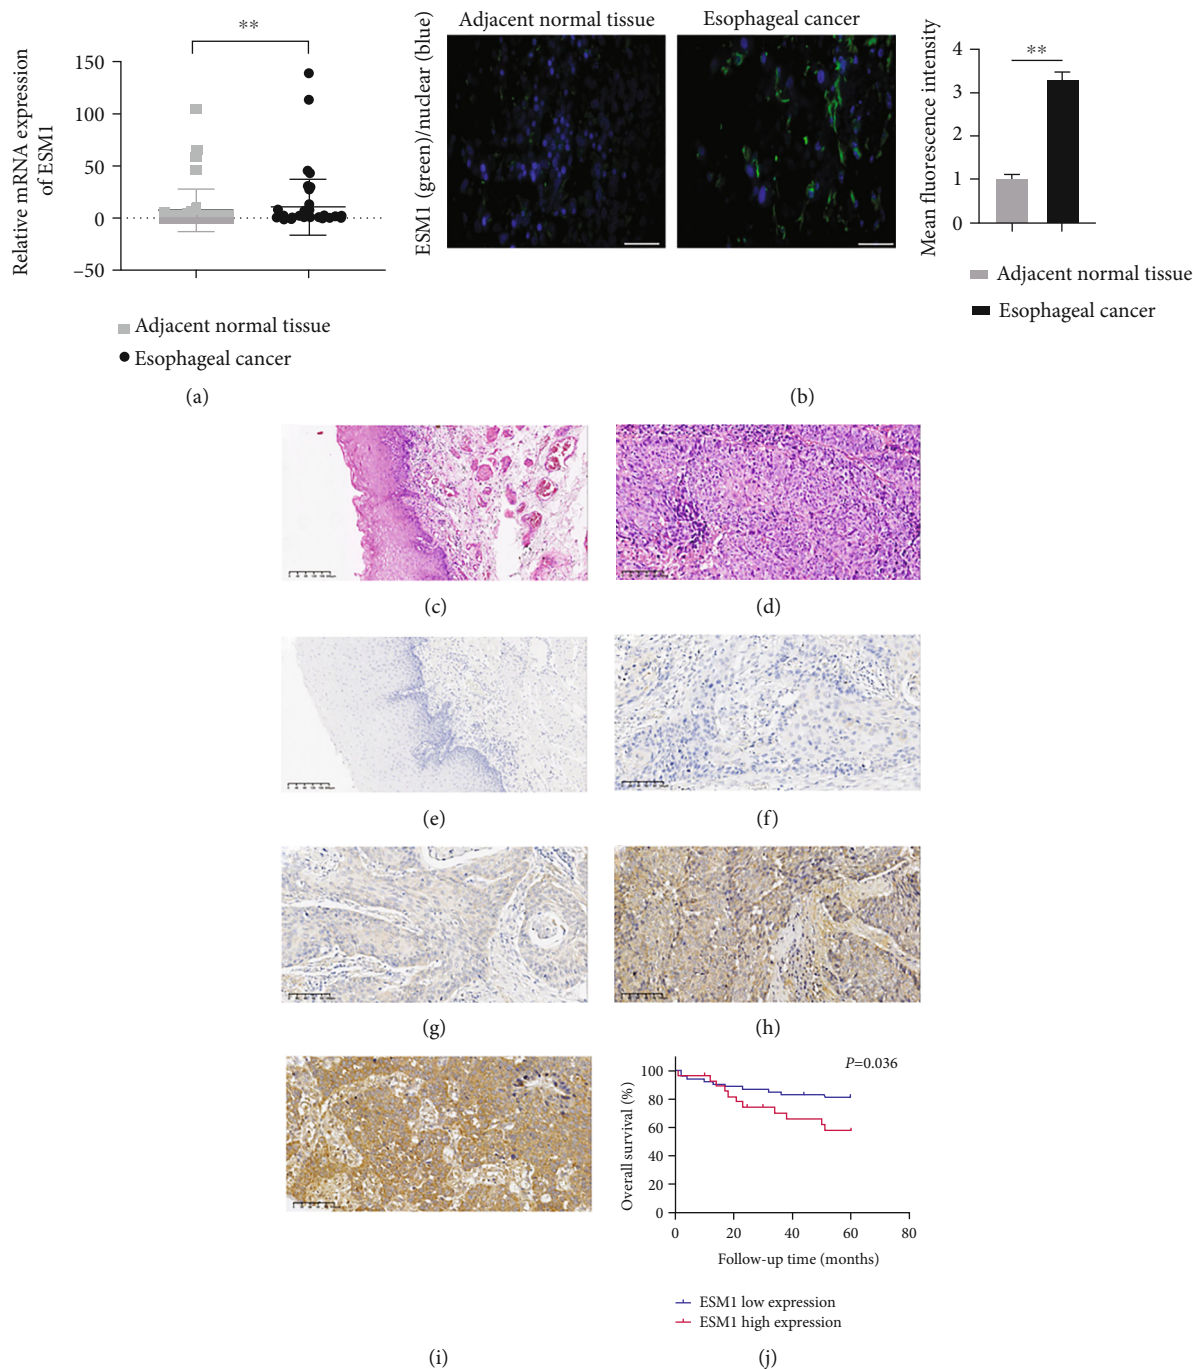 **
Relative mRNA expression
of ESM1
150
100
50
0
−50
Adjacent normal tissue
Esophageal cancer
(a)
ESM1 (green)/nuclear (blue)
Adjacent normal tissue
Esophageal cancer
Mean fluorescence intensity
4
3
2
1
0
**
Adjacent normal tissue
Esophageal cancer
(b)
(c)
(d)
(e)
(f)
(g)
(h)
(i)
P=0.036
Overall survival (%)
100
80
60
40
20
0
0 20 40 60 80
Follow-up time (months)
ESM1 low expression
ESM1 high expression
(j)